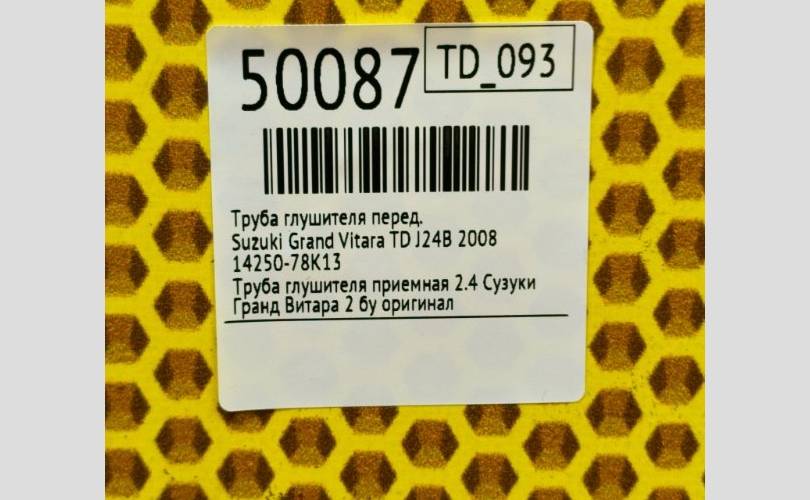 50087 TD_093
Труба глушителя перед.
Suzuki Grand Vitara TD J24B 2008
14250-78K13
Труба глушителя приемная 2.4 Сузуки
Гранд Витара 2 бу оригинал